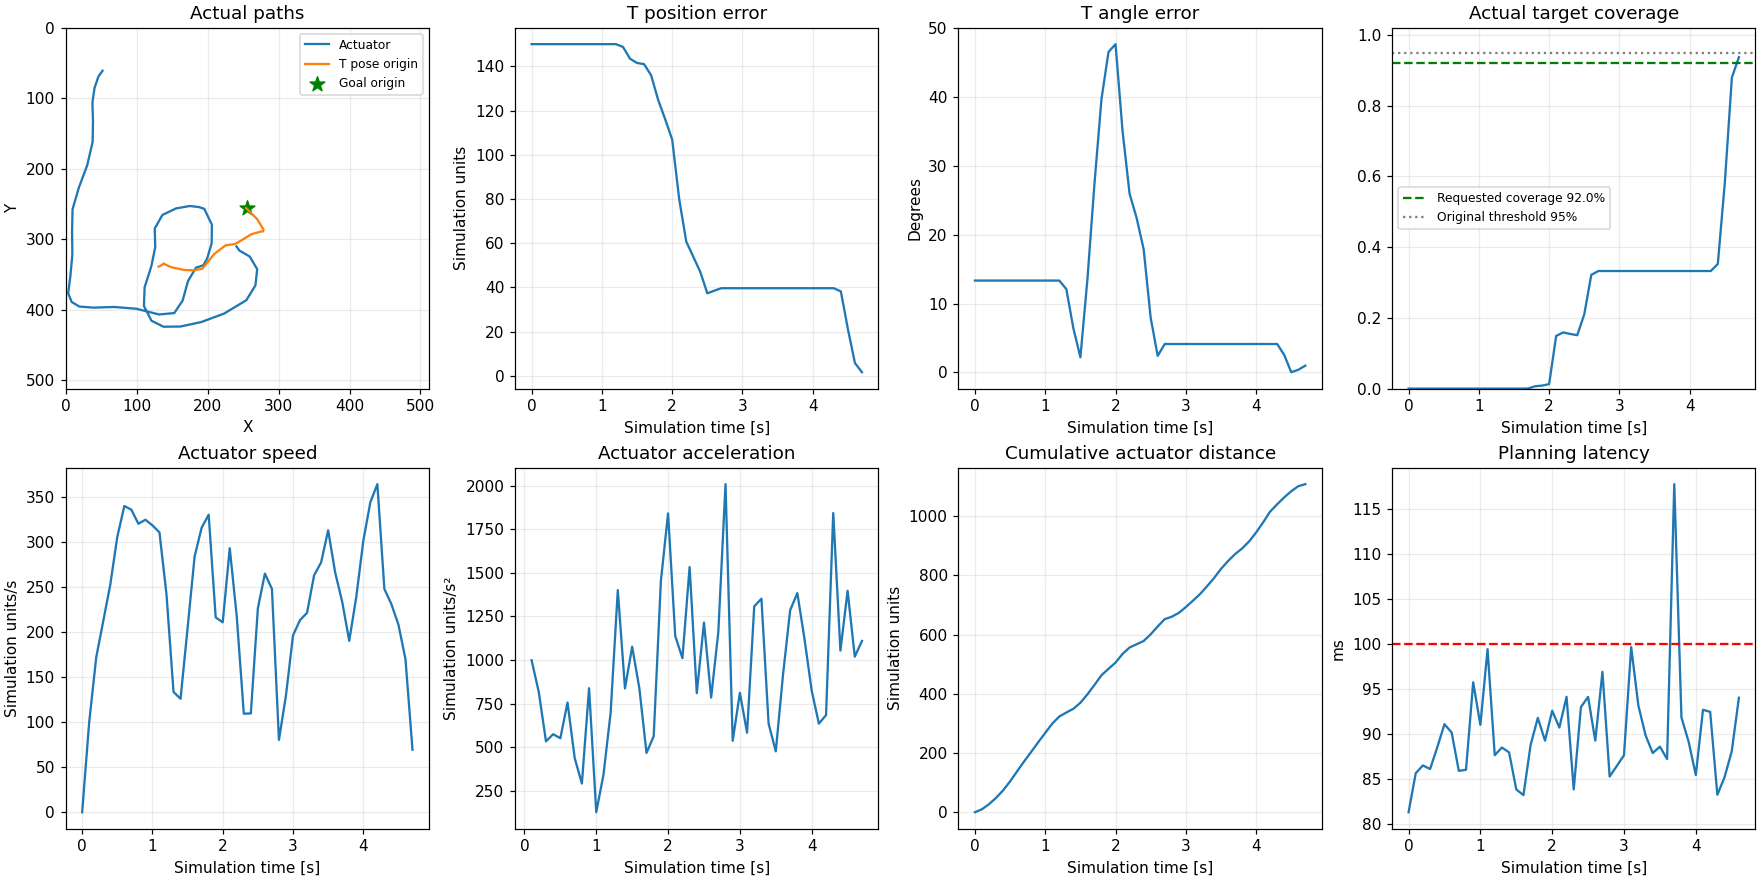 Actual paths
0
100
200
300
400
500
Y
0 100 200 300 400 500
X
Actuator
T pose origin
Goal origin
T position error
140
120
100
80
60
40
20
0
Simulation units
0 1 2 3 4
Simulation time [s]
T angle error
50
40
30
20
10
0
Degrees
0 1 2 3 4
Simulation time [s]
Actual target coverage
1.0
0.8
0.6
0.4
0.2
0.0
Requested coverage 92.0%
Original threshold 95%
0 1 2 3 4
Simulation time [s]
Actuator speed
350
300
250
200
150
100
50
0
Simulation units/s
0 1 2 3 4
Simulation time [s]
Actuator acceleration
2000
1750
1500
1250
1000
750
500
250
Simulation units/s²
0 1 2 3 4
Simulation time [s]
Cumulative actuator distance
1000
800
600
400
200
0
Simulation units
0 1 2 3 4
Simulation time [s]
Planning latency
115
110
105
100
95
90
85
80
ms
0 1 2 3 4
Simulation time [s]